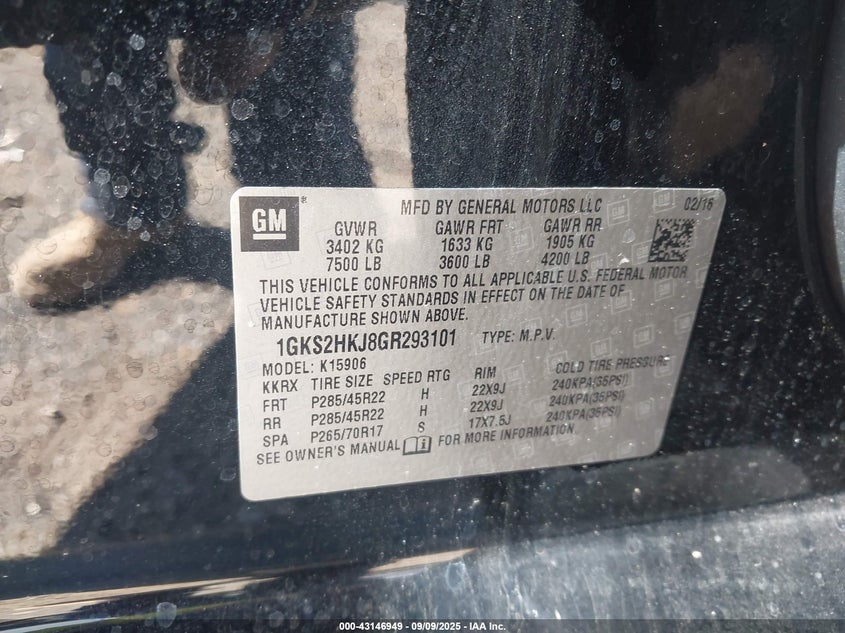 GM
®
MFD BY GENERAL MOTORS LLC 02/16
GVWR GAWR FRT GAWR RR
3402 KG 1633 KG 1905 KG
7500 LB 3600 LB 4200 LB
THIS VEHICLE CONFORMS TO ALL APPLICABLE U.S. FEDERAL MOTOR
VEHICLE SAFETY STANDARDS IN EFFECT ON THE DATE OF
MANUFACTURE SHOWN ABOVE.
1GKS2HKJ8GR293101 TYPE: M.P.V.
MODEL: K15906
KKRX TIRE SIZE SPEED RTG RIM COLD TIRE PRESSURE
FRT P285/45R22 H 22X9J 240KPA(35PSI)
RR P285/45R22 H 22X9J 240KPA(35PSI)
SPA P265/70R17 S 17X7.5J 240KPA(35PSI)
SEE OWNER'S MANUAL FOR MORE INFORMATION
000-43146949 - 09/09/2025 - IAA Inc.